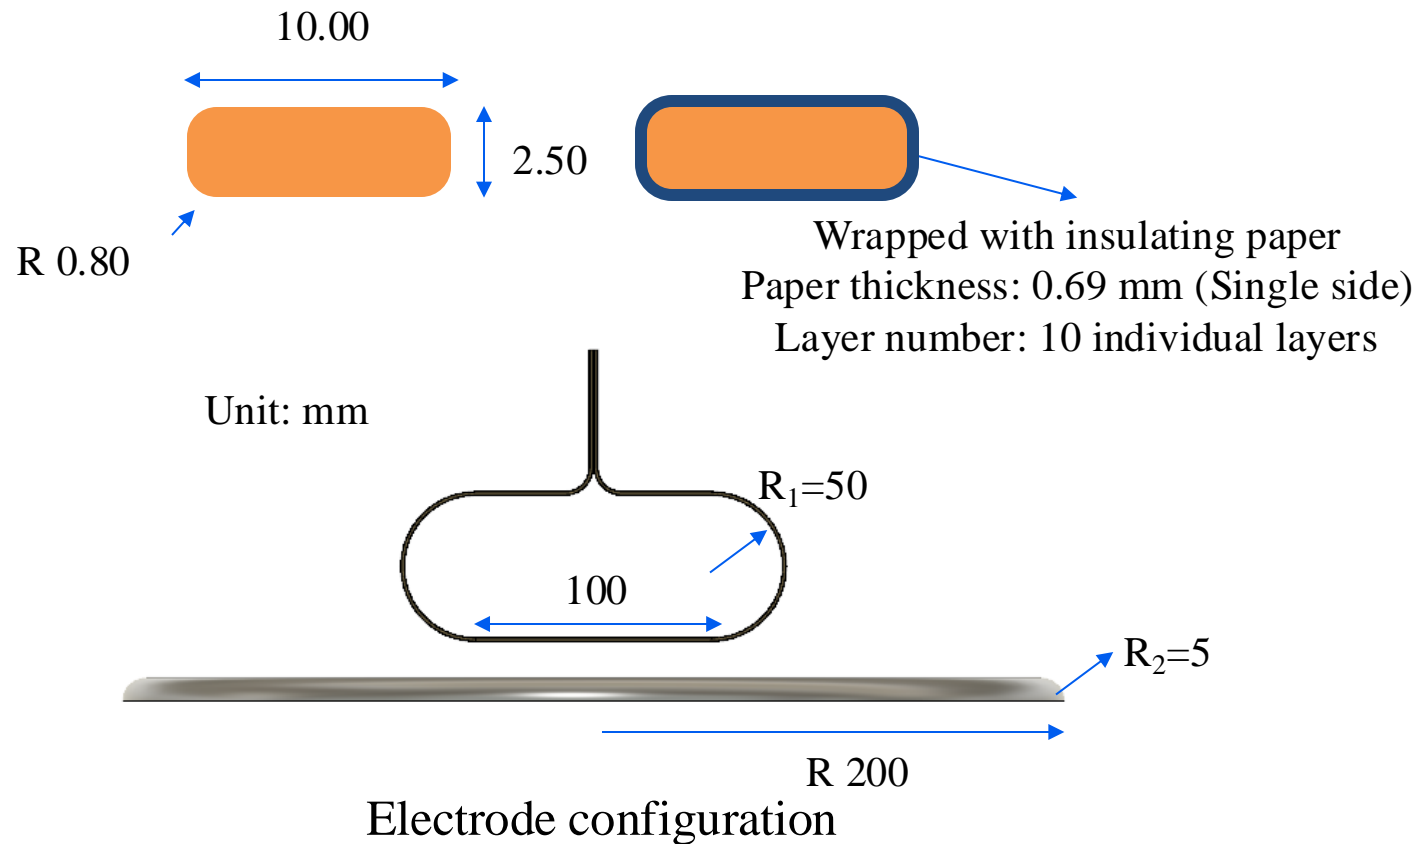 10.00
2.50
R 0.80
Wrapped with insulating paper
Paper thickness: 0.69 mm (Single side)
Layer number: 10 individual layers
Unit: mm
R₁=50
100
R₂=5
R 200
Electrode configuration